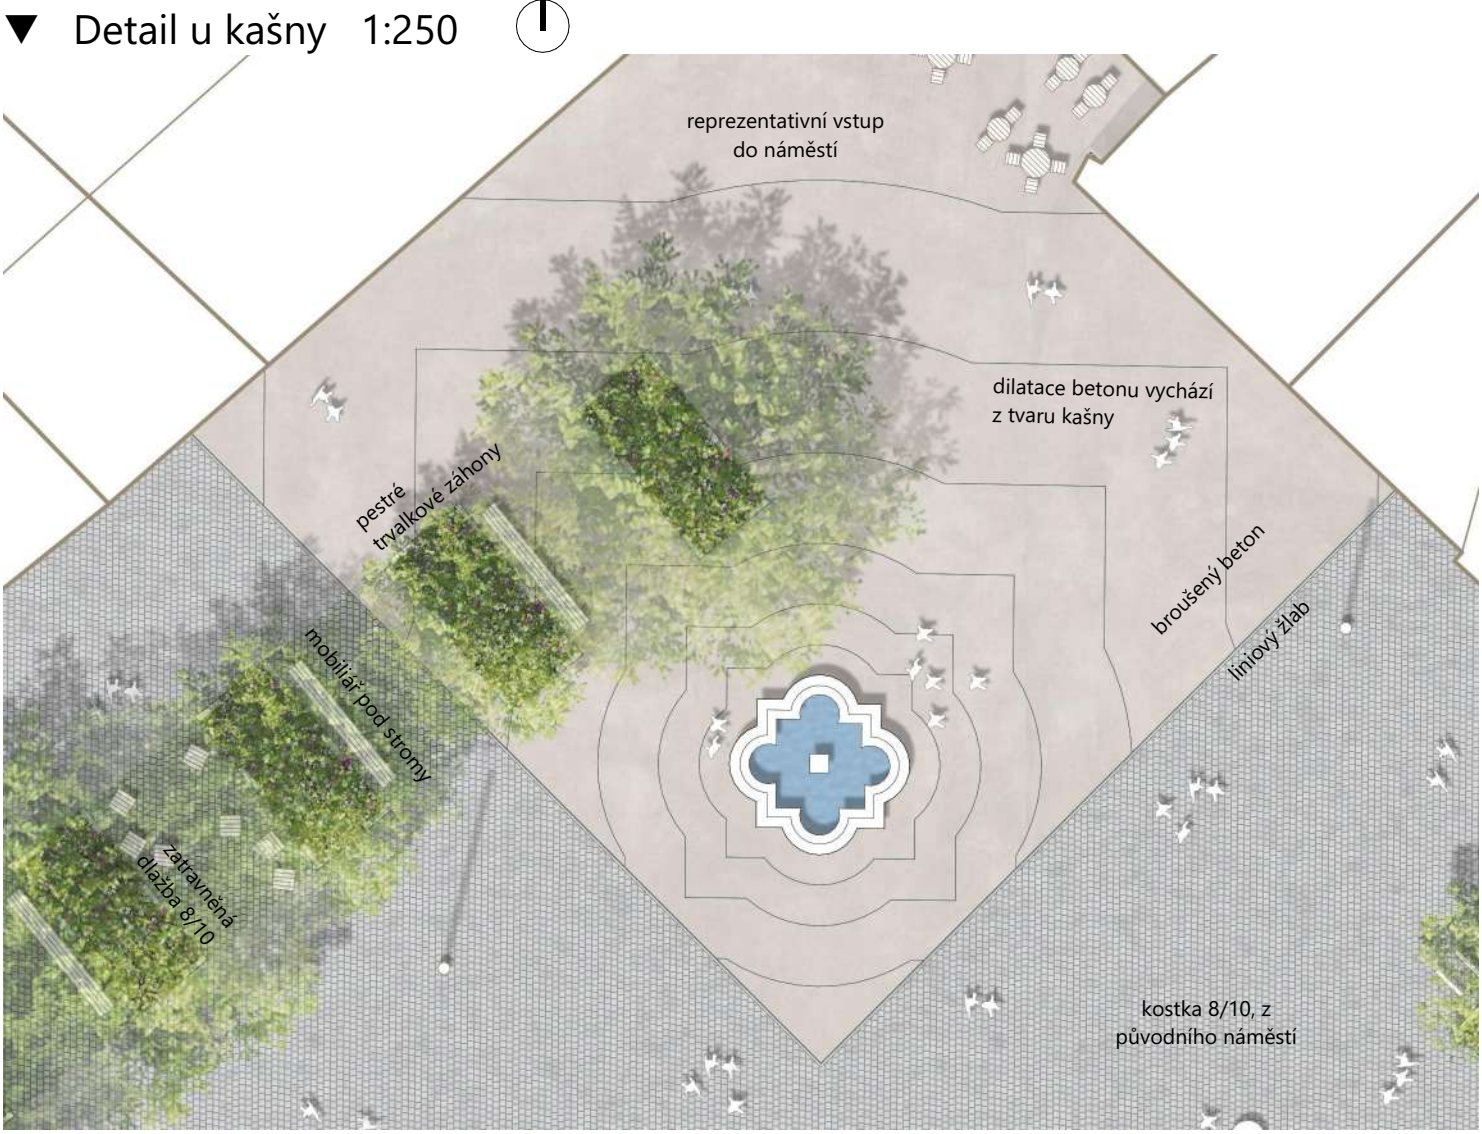 ▼ Detail u kašny 1:250
reprezentativní vstup
do náměstí
dilatace betonu vychází
z tvaru kašny
pestré
trvalkové záhony
broušený beton
liniový žlab
mobiliář pod stromy
zatravněná
dlažba 8/10
kostka 8/10, z
původního náměstí